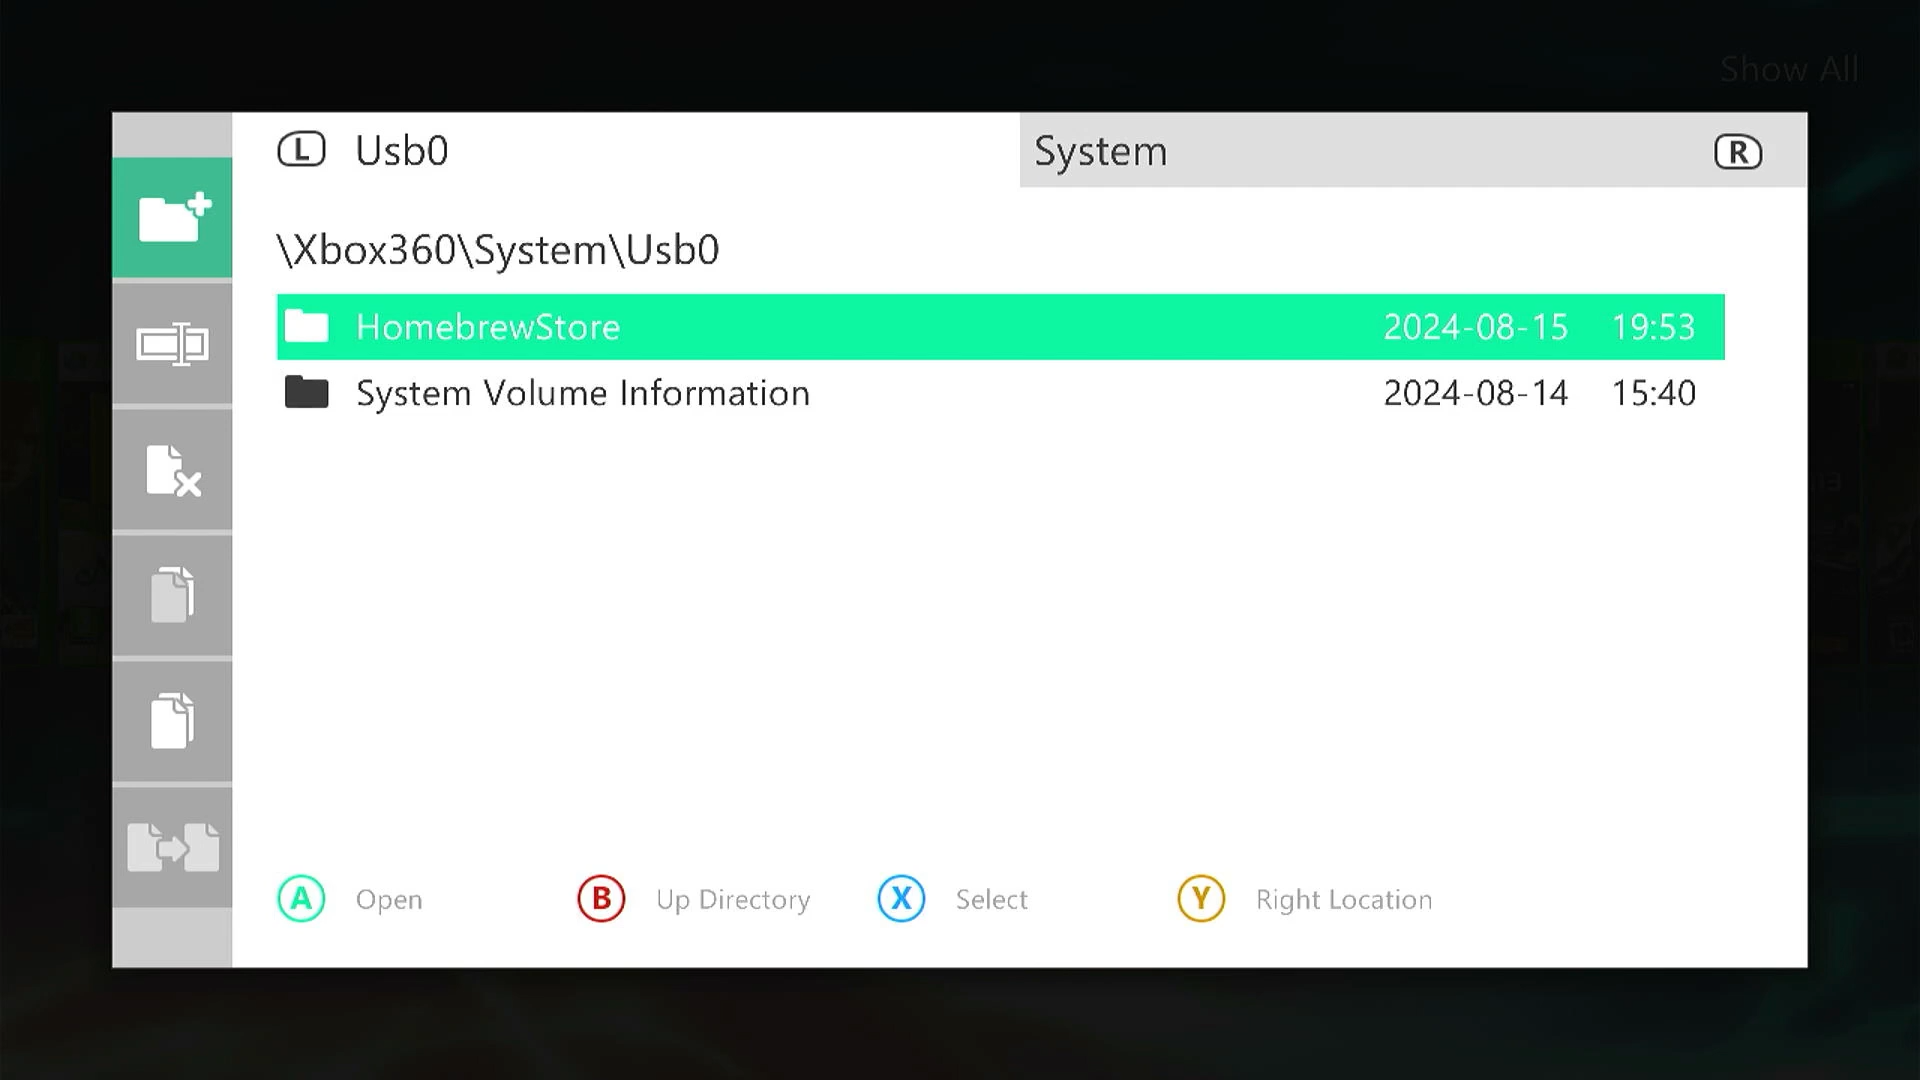 Show All
L Usb0
System R
\Xbox360\System\Usb0
HomebrewStore 2024-08-15 19:53
System Volume Information 2024-08-14 15:40
A Open B Up Directory X Select Y Right Location